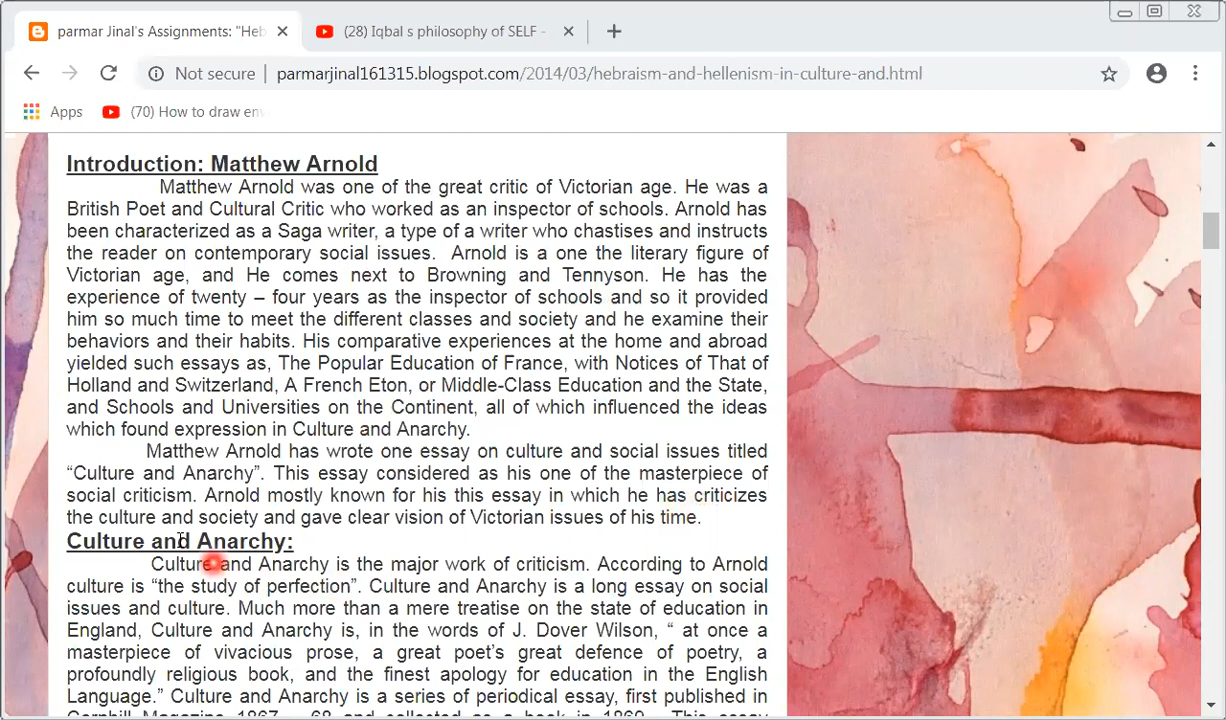 parmar Jinal's Assignments: "Heb
(28) Iqbal s philosophy of SELF -
Not secure
parmarjinal161315.blogspot.com/2014/03/hebraism-and-hellenism-in-culture-and.html
Apps
(70) How to draw env
Introduction: Matthew Arnold
Matthew Arnold was one of the great critic of Victorian age. He was a
British Poet and Cultural Critic who worked as an inspector of schools. Arnold has
been characterized as a Saga writer, a type of a writer who chastises and instructs
the reader on contemporary social issues. Arnold is a one the literary figure of
Victorian age, and He comes next to Browning and Tennyson. He has the
experience of twenty – four years as the inspector of schools and so it provided
him so much time to meet the different classes and society and he examine their
behaviors and their habits. His comparative experiences at the home and abroad
yielded such essays as, The Popular Education of France, with Notices of That of
Holland and Switzerland, A French Eton, or Middle-Class Education and the State,
and Schools and Universities on the Continent, all of which influenced the ideas
which found expression in Culture and Anarchy.
Matthew Arnold has wrote one essay on culture and social issues titled
“Culture and Anarchy”. This essay considered as his one of the masterpiece of
social criticism. Arnold mostly known for his this essay in which he has criticizes
the culture and society and gave clear vision of Victorian issues of his time.
Culture and Anarchy:
Culture and Anarchy is the major work of criticism. According to Arnold
culture is “the study of perfection”. Culture and Anarchy is a long essay on social
issues and culture. Much more than a mere treatise on the state of education in
England, Culture and Anarchy is, in the words of J. Dover Wilson, “ at once a
masterpiece of vivacious prose, a great poet’s great defence of poetry, a
profoundly religious book, and the finest apology for education in the English
Language.” Culture and Anarchy is a series of periodical essay, first published in
Cornhill Magazine 1867 – 68 and collected as a book in 1869. This essay